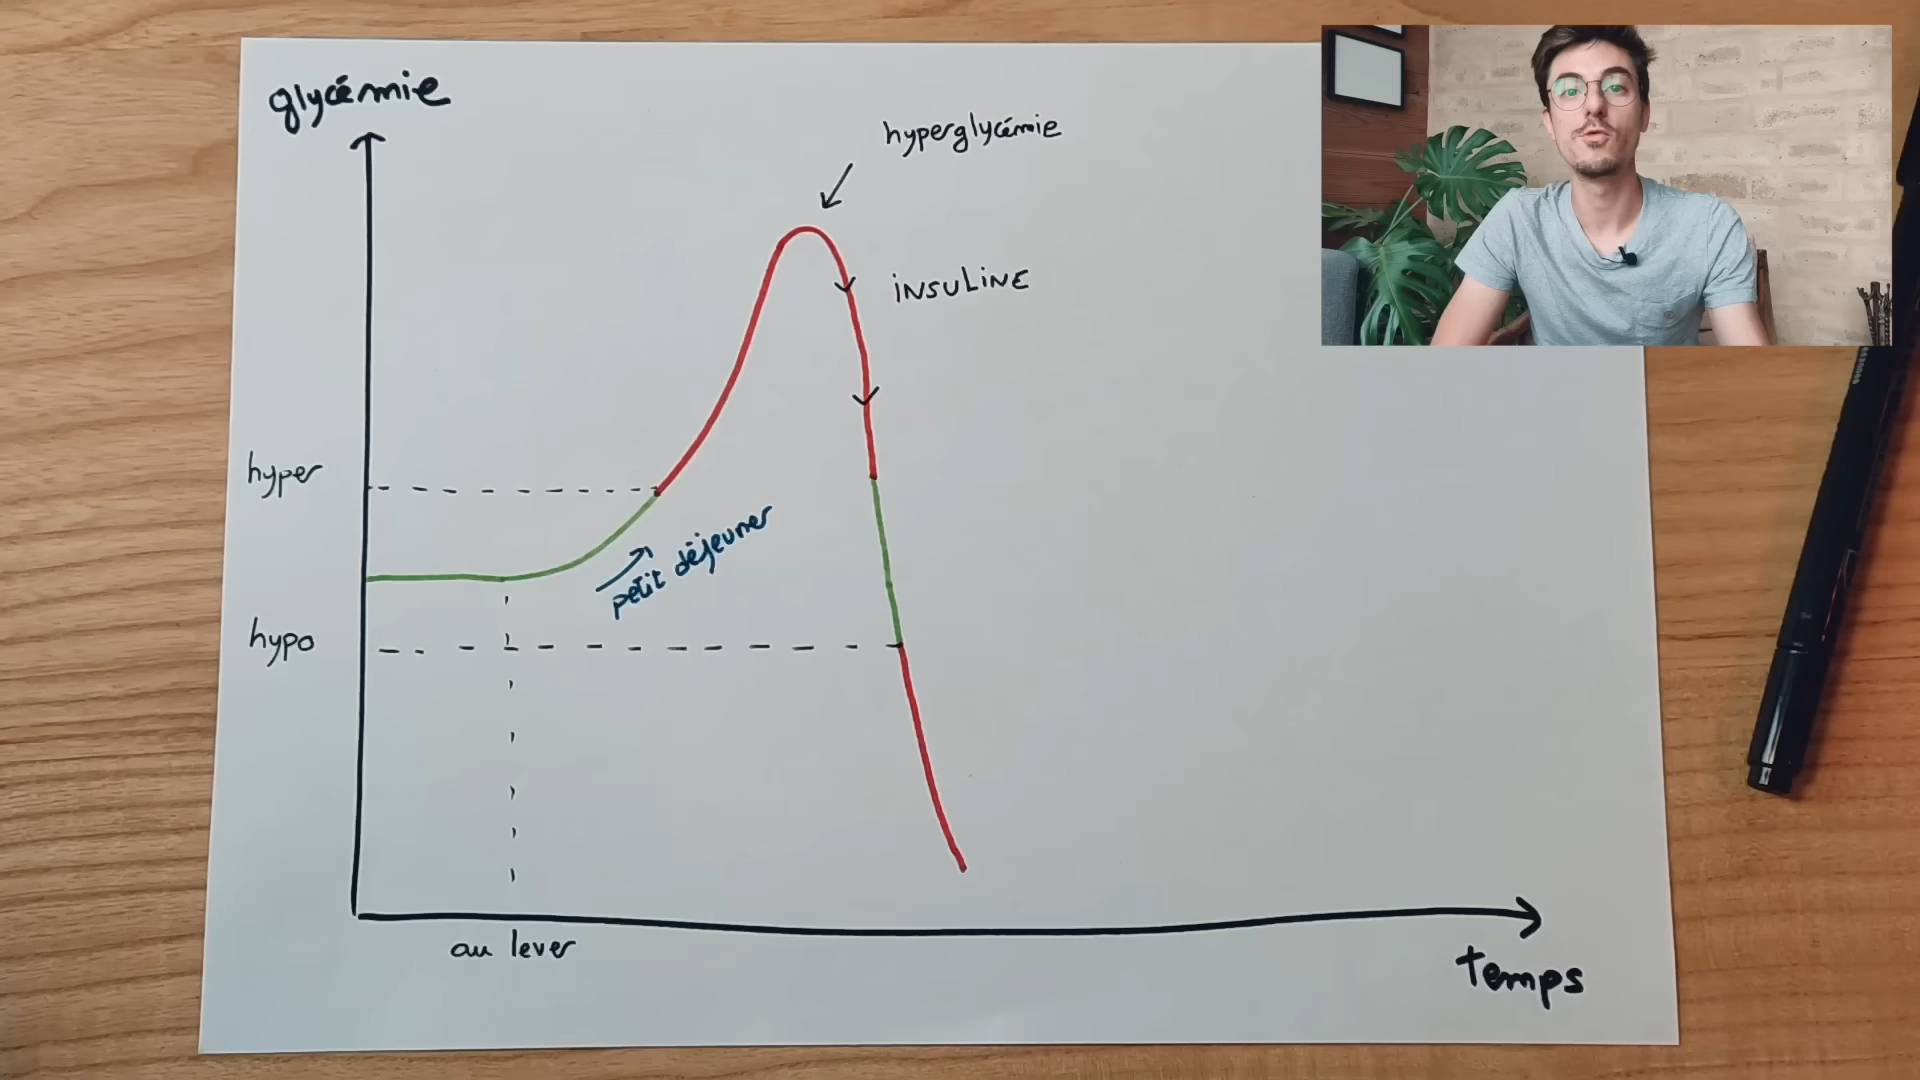 glycémie
hyperglycémie
INSULINE
hyper
petit déjeuner
hypo
au lever
temps